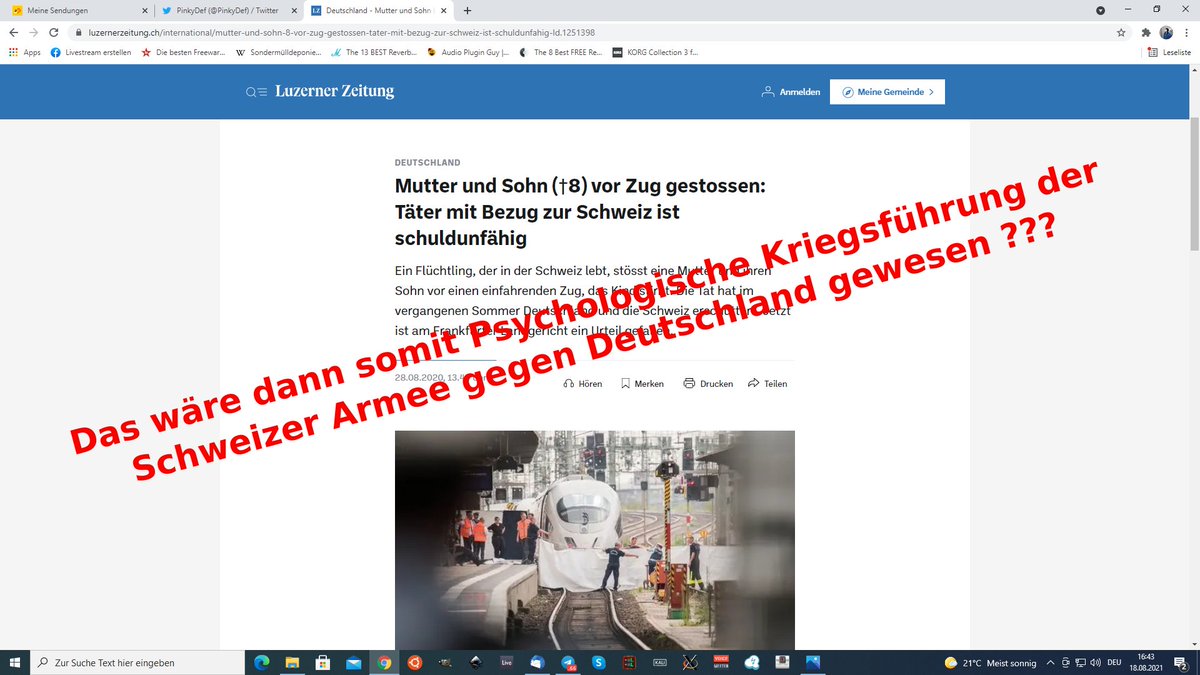 Meine Sendungen
PinkyDef (@PinkyDef) / Twitter
Deutschland - Mutter und Sohn
luzernerzeitung.ch/international/mutter-und-sohn-8-vor-zug-gestossen-tater-mit-bezug-zur-schweiz-ist-schuldunfahig-ld.1251398
Apps
Livestream erstellen
Die besten Freewar...
Sondermülldeponie...
The 13 BEST Reverb...
Audio Plugin Guy |...
The 8 Best FREE Re...
KORG Collection 3 f...
Leseliste
Luzerner Zeitung
Anmelden
Meine Gemeinde
DEUTSCHLAND
Mutter und Sohn (†8) vor Zug gestossen:
Täter mit Bezug zur Schweiz ist
schuldunfähig
Ein Flüchtling, der in der Schweiz lebt, stösst eine Mutter und ihren
Sohn vor einen einfahrenden Zug, das Kind stirbt. Die Tat hat im
vergangenen Sommer Deutschland und die Schweiz erschüttert. Jetzt
ist am Frankfurter Landgericht ein Urteil gefallen.
28.08.2020, 13.4
Hören
Merken
Drucken
Teilen
Das wäre dann somit Psychologische Kriegsführung der
Schweizer Armee gegen Deutschland gewesen ???
Zur Suche Text hier eingeben
Live
21°C Meist sonnig
DEU
16:43
18.08.2021